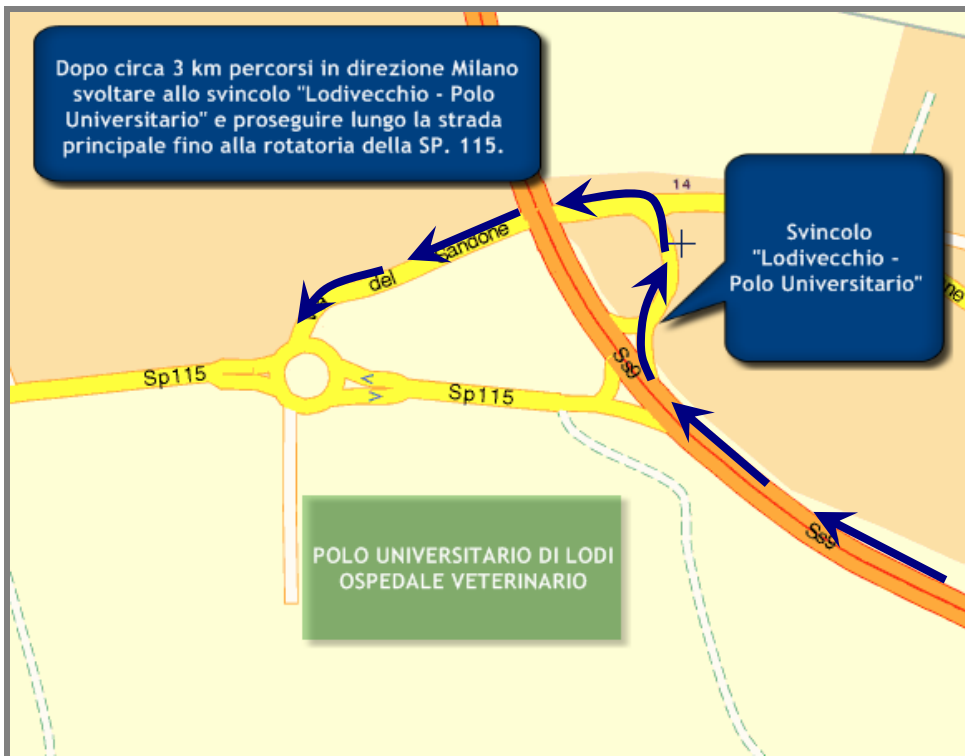 Dopo circa 3 km percorsi in direzione Milano
svoltare allo svincolo "Lodivecchio - Polo
Universitario" e proseguire lungo la strada
principale fino alla rotatoria della SP. 115.
14
Svincolo
"Lodivecchio -
Polo Universitario"
del Sandone
ne
Sp115
Sp115
Ss9
Ss9
POLO UNIVERSITARIO DI LODI
OSPEDALE VETERINARIO